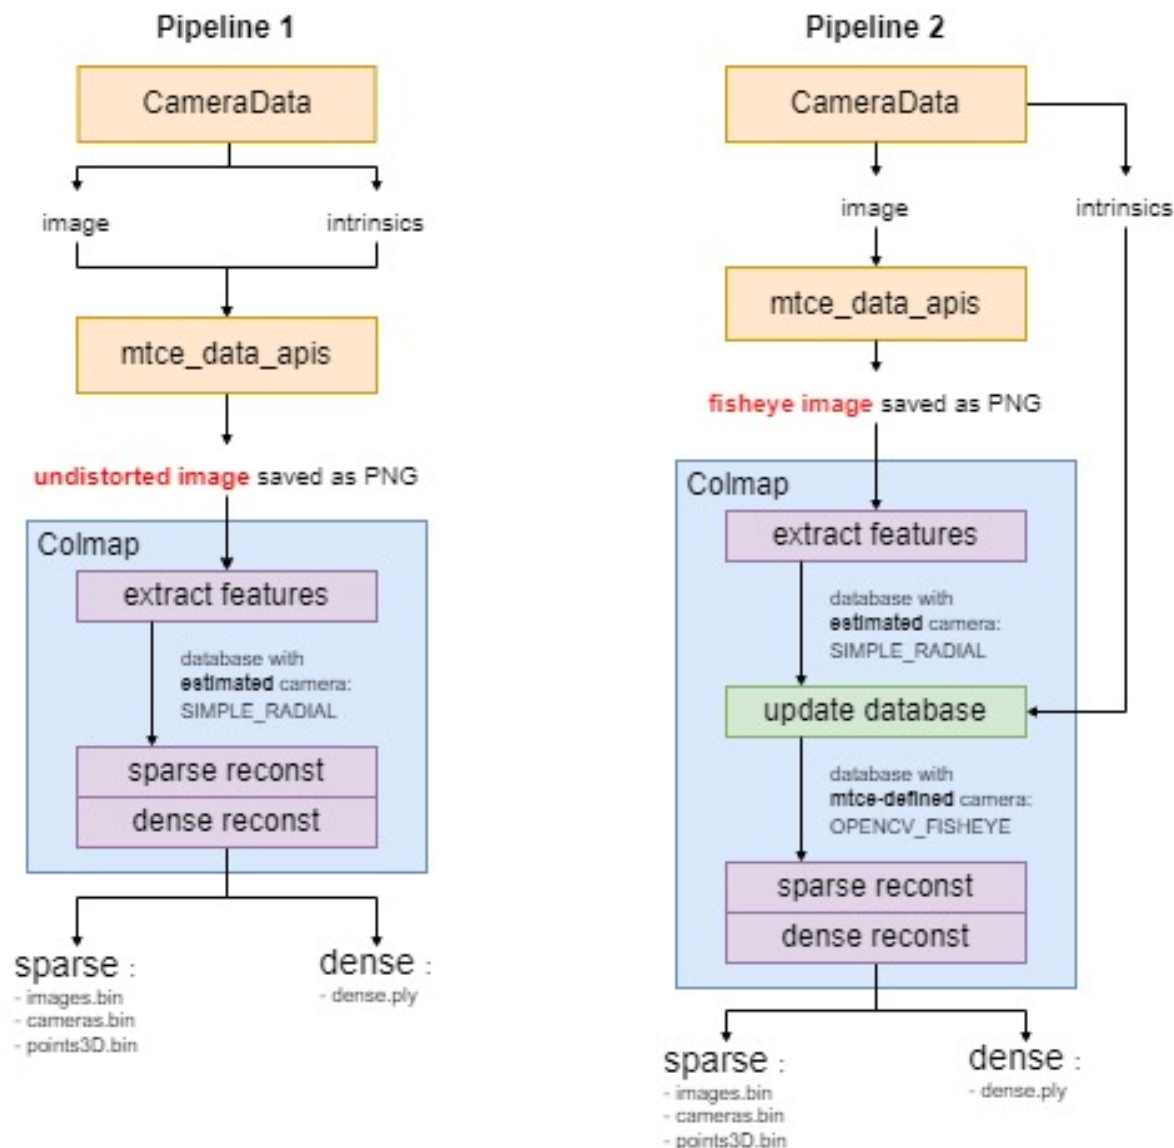 Pipeline 1
CameraData
image
intrinsics
mtce_data_apis
undistorted image saved as PNG
Colmap
extract features
database with
estimated camera:
SIMPLE_RADIAL
sparse reconst
dense reconst
sparse :
- images.bin
- cameras.bin
- points3D.bin
dense :
- dense.ply
Pipeline 2
CameraData
image
intrinsics
mtce_data_apis
fisheye image saved as PNG
Colmap
extract features
database with
estimated camera:
SIMPLE_RADIAL
update database
database with
mtce-defined camera:
OPENCV_FISHEYE
sparse reconst
dense reconst
sparse :
- images.bin
- cameras.bin
- points3D.bin
dense :
- dense.ply